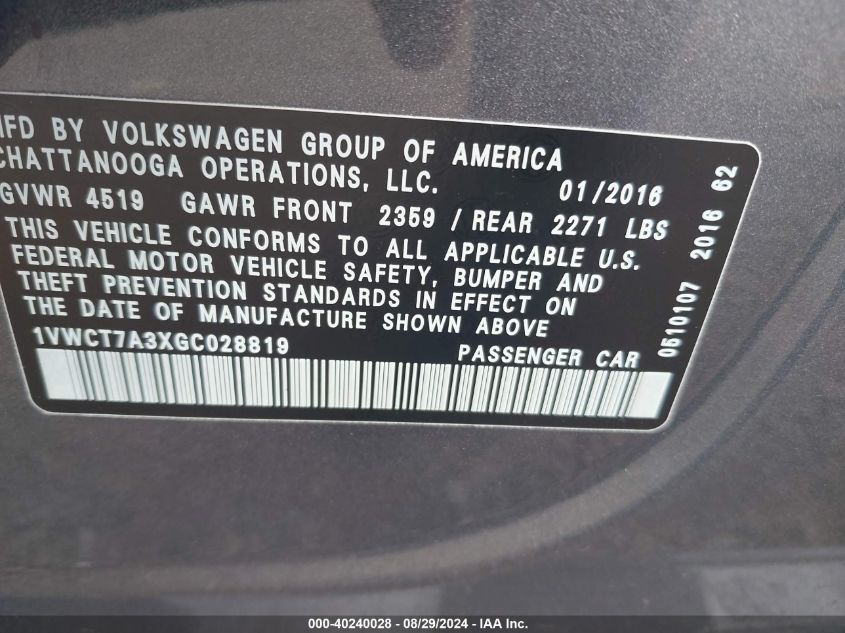 MFD BY VOLKSWAGEN GROUP OF AMERICA
CHATTANOOGA OPERATIONS, LLC. 01/2016
GVWR 4519 GAWR FRONT 2359 / REAR 2271 LBS
THIS VEHICLE CONFORMS TO ALL APPLICABLE U.S.
FEDERAL MOTOR VEHICLE SAFETY, BUMPER AND
THEFT PREVENTION STANDARDS IN EFFECT ON
THE DATE OF MANUFACTURE SHOWN ABOVE
1VWCT7A3XGC028819 PASSENGER CAR
0510107 2016 62
000-40240028 - 08/29/2024 - IAA Inc.